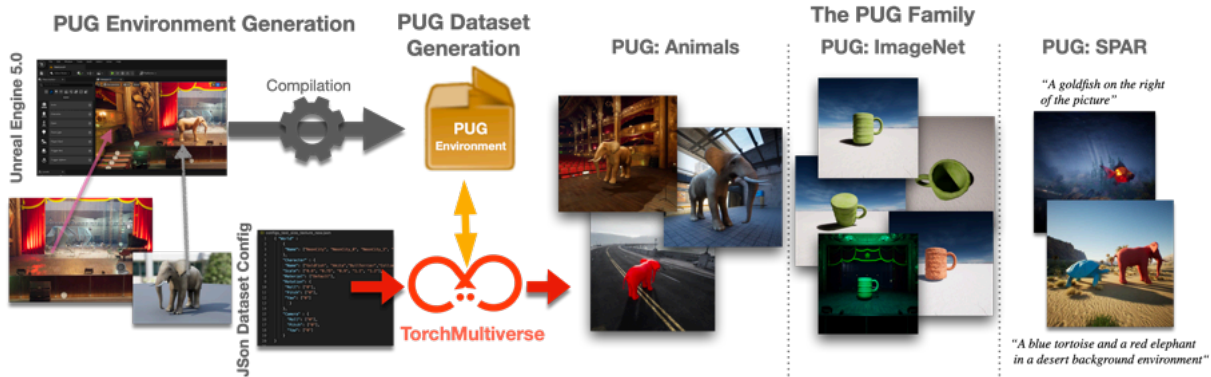 PUG Environment Generation
PUG Dataset
Generation
The PUG Family
PUG: Animals
PUG: ImageNet
PUG: SPAR
Unreal Engine 5.0
Compilation
PUG
Environment
“A goldfish on the right
of the picture”
JSon Dataset Config
TorchMultiverse
“A blue tortoise and a red elephant
in a desert background environment“